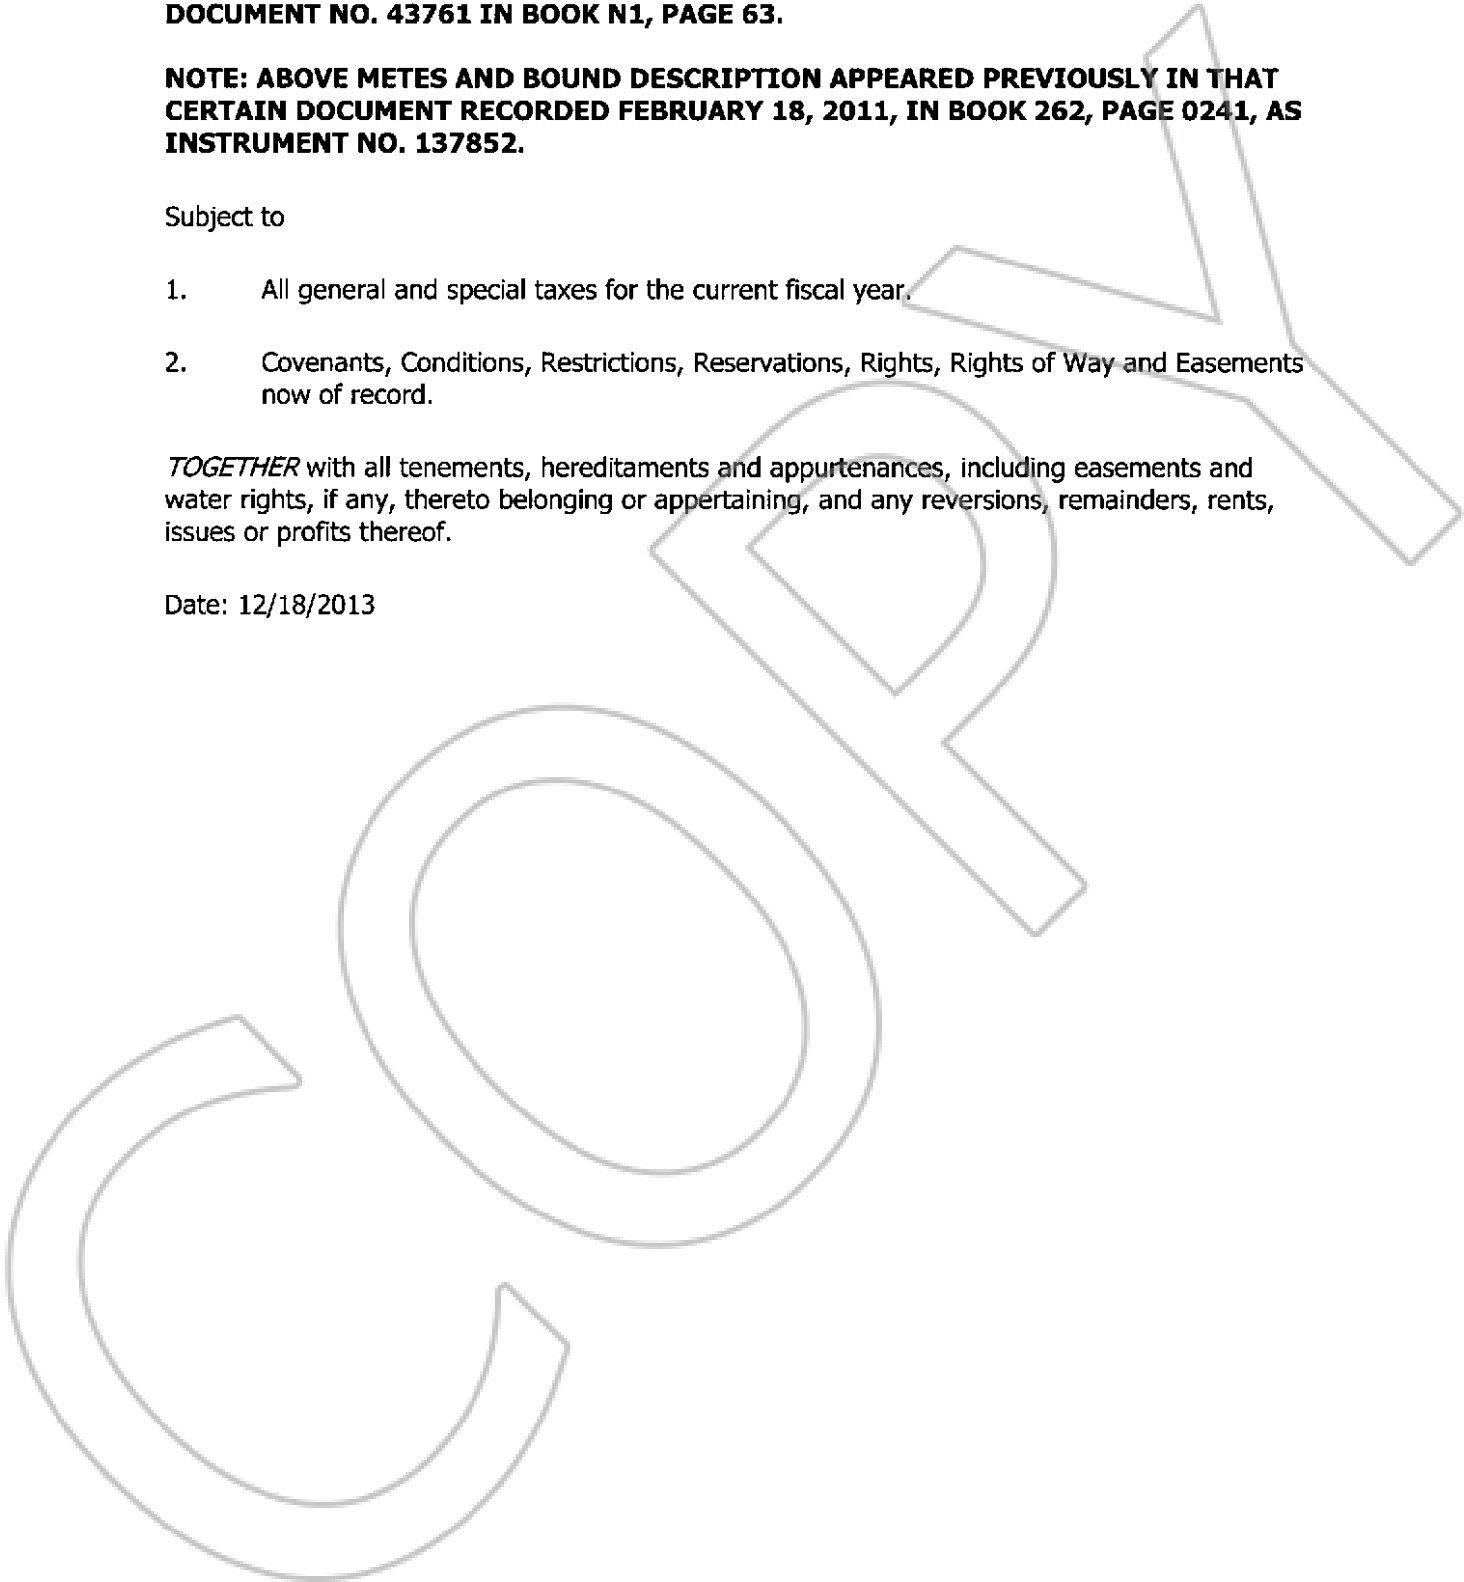 DOCUMENT NO. 43761 IN BOOK N1, PAGE 63.
NOTE: ABOVE METES AND BOUND DESCRIPTION APPEARED PREVIOUSLY IN THAT
CERTAIN DOCUMENT RECORDED FEBRUARY 18, 2011, IN BOOK 262, PAGE 0241, AS
INSTRUMENT NO. 137852.
Subject to
1. All general and special taxes for the current fiscal year.
2. Covenants, Conditions, Restrictions, Reservations, Rights, Rights of Way and Easements
now of record.
TOGETHER with all tenements, hereditaments and appurtenances, including easements and
water rights, if any, thereto belonging or appertaining, and any reversions, remainders, rents,
issues or profits thereof.
Date: 12/18/2013
COPY